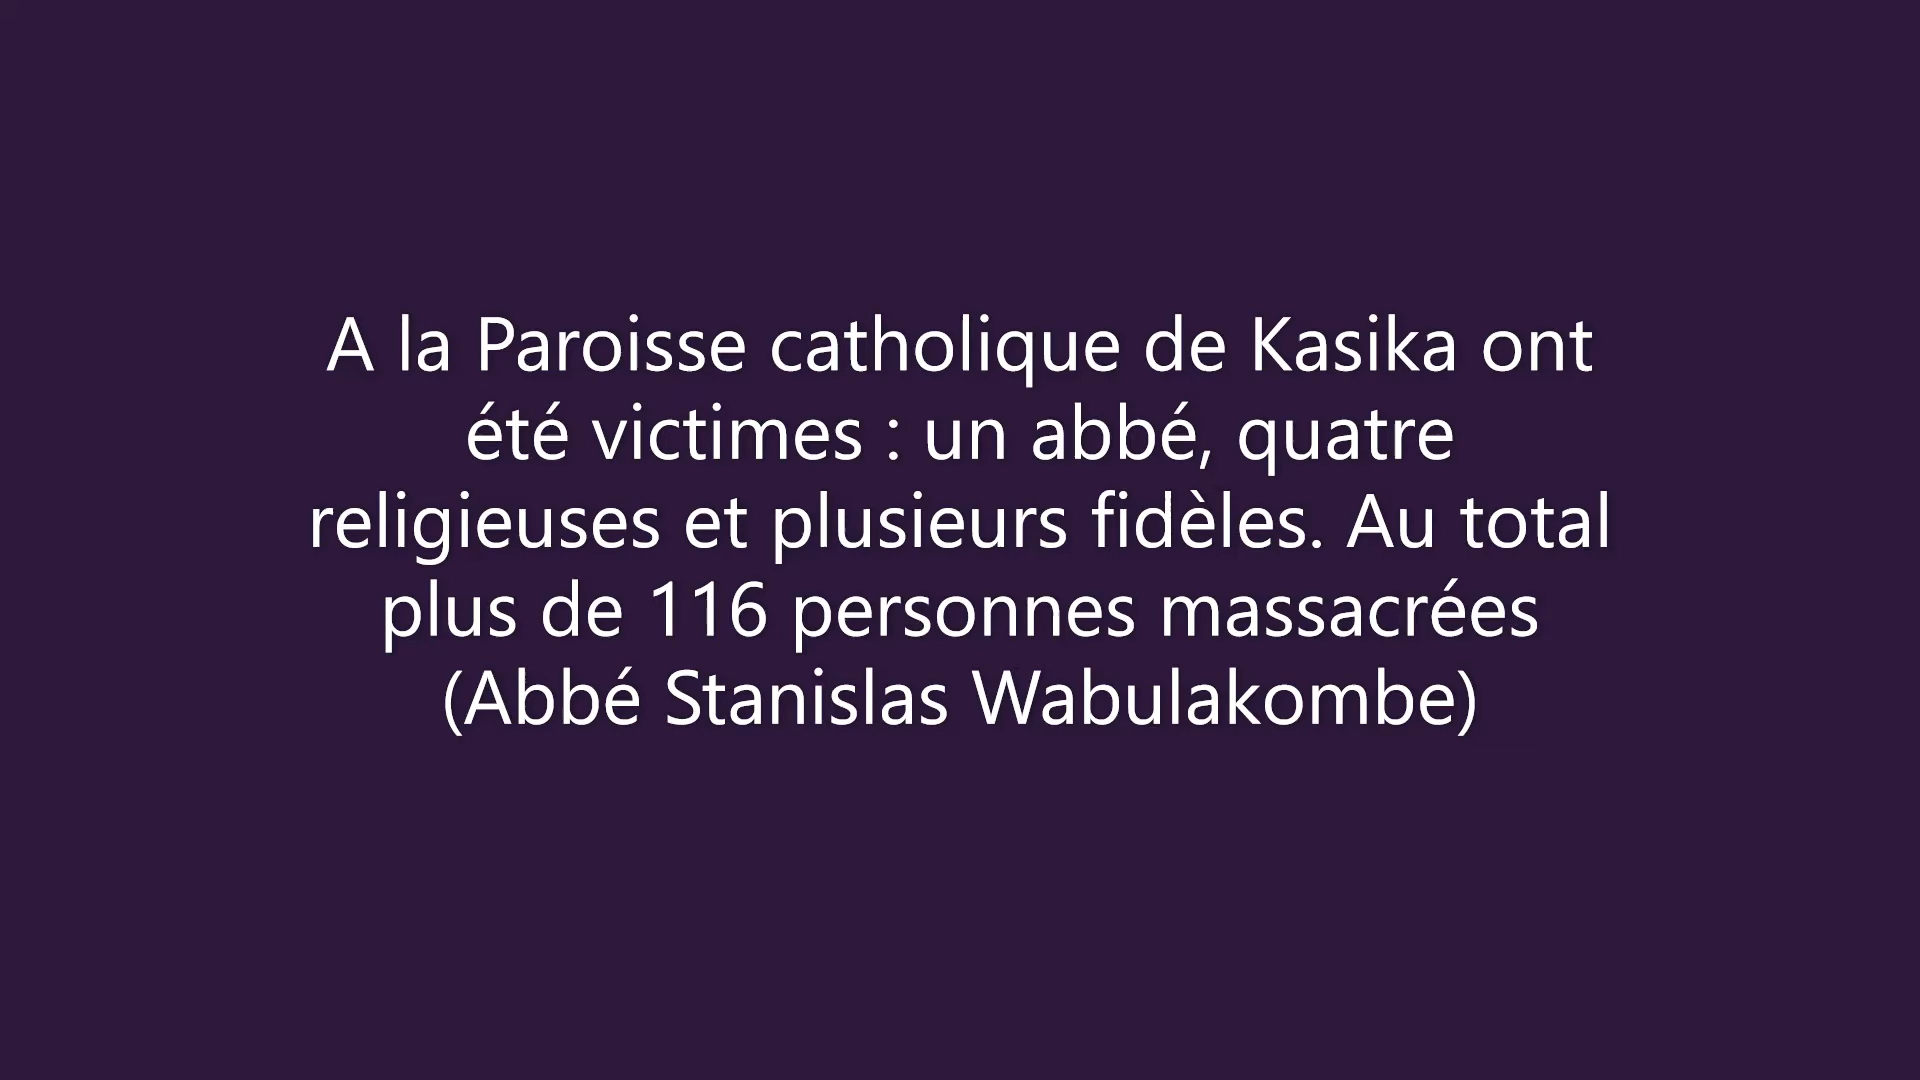 A la Paroisse catholique de Kasika ont
été victimes : un abbé, quatre
religieuses et plusieurs fidèles. Au total
plus de 116 personnes massacrées
(Abbé Stanislas Wabulakombe)